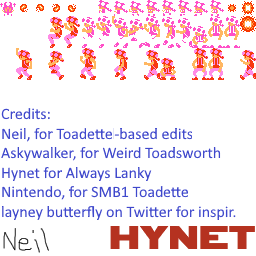 Credits:
Neil, for Toadette-based edits
Askywalker, for Weird Toadsworth
Hynet for Always Lanky
Nintendo, for SMB1 Toadette
layney butterfly on Twitter for inspir.
Neil HYNET